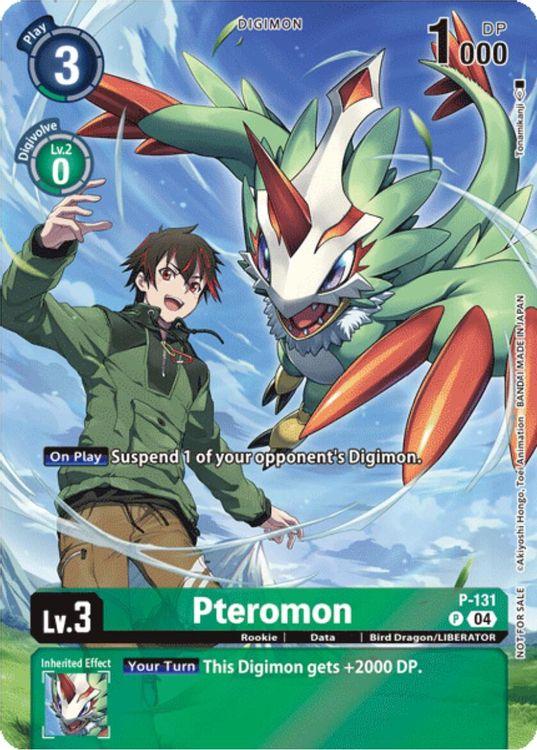 Play
3
DIGIMON
DP
1000
Digivolve
Lv.2
0
Tonamikanji
On Play Suspend 1 of your opponent's Digimon.
©Akiyoshi Hongo, Toei Animation BANDAI MADE IN JAPAN
NOT FOR SALE
Lv.3
Pteromon
P-131
P 04
Rookie | Data | Bird Dragon/LIBERATOR
Inherited Effect
Your Turn This Digimon gets +2000 DP.